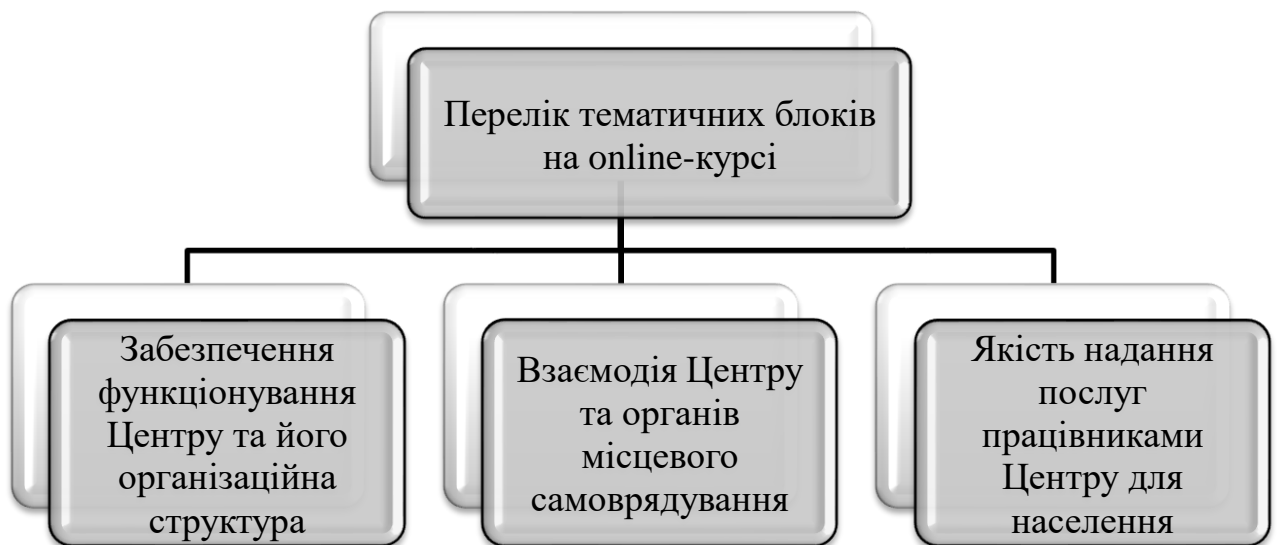 Перелік тематичних блоків
на online-курсі
Забезпечення
функціонування
Центру та його
організаційна
структура
Взаємодія Центру
та органів
місцевого
самоврядування
Якість надання
послуг
працівниками
Центру для
населення